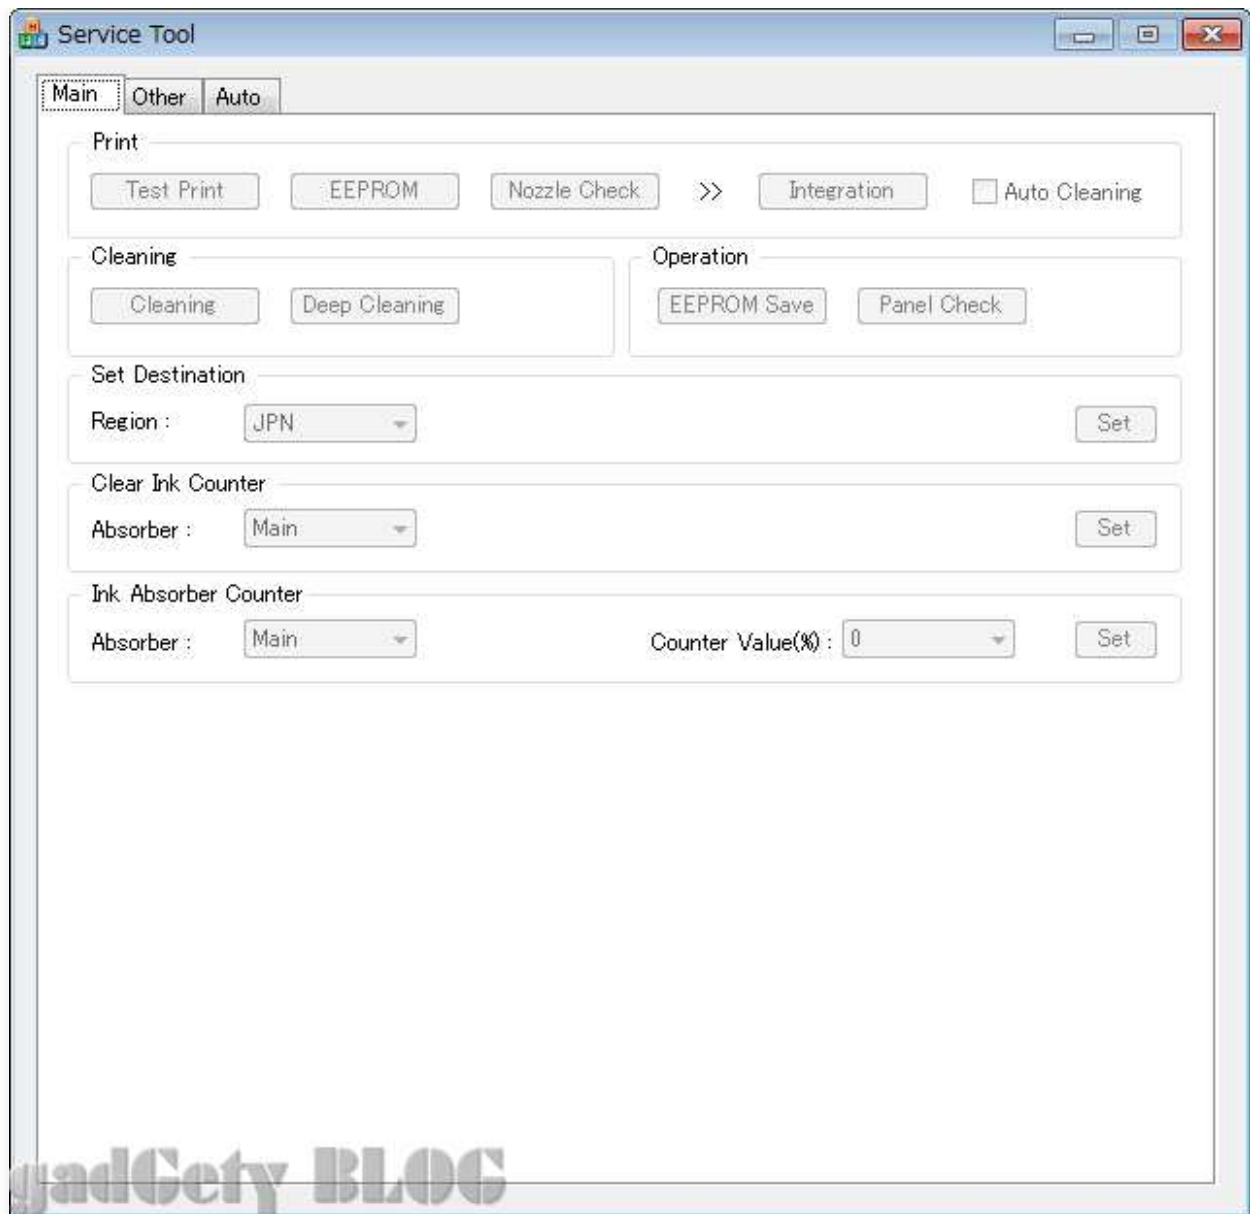 Service Tool
Main Other Auto
Print
Test Print EEPROM Nozzle Check >> Integration Auto Cleaning
Cleaning Operation
Cleaning Deep Cleaning EEPROM Save Panel Check
Set Destination
Region : JPN Set
Clear Ink Counter
Absorber : Main Set
Ink Absorber Counter
Absorber : Main Counter Value(%) : 0 Set
gadGety BLOG